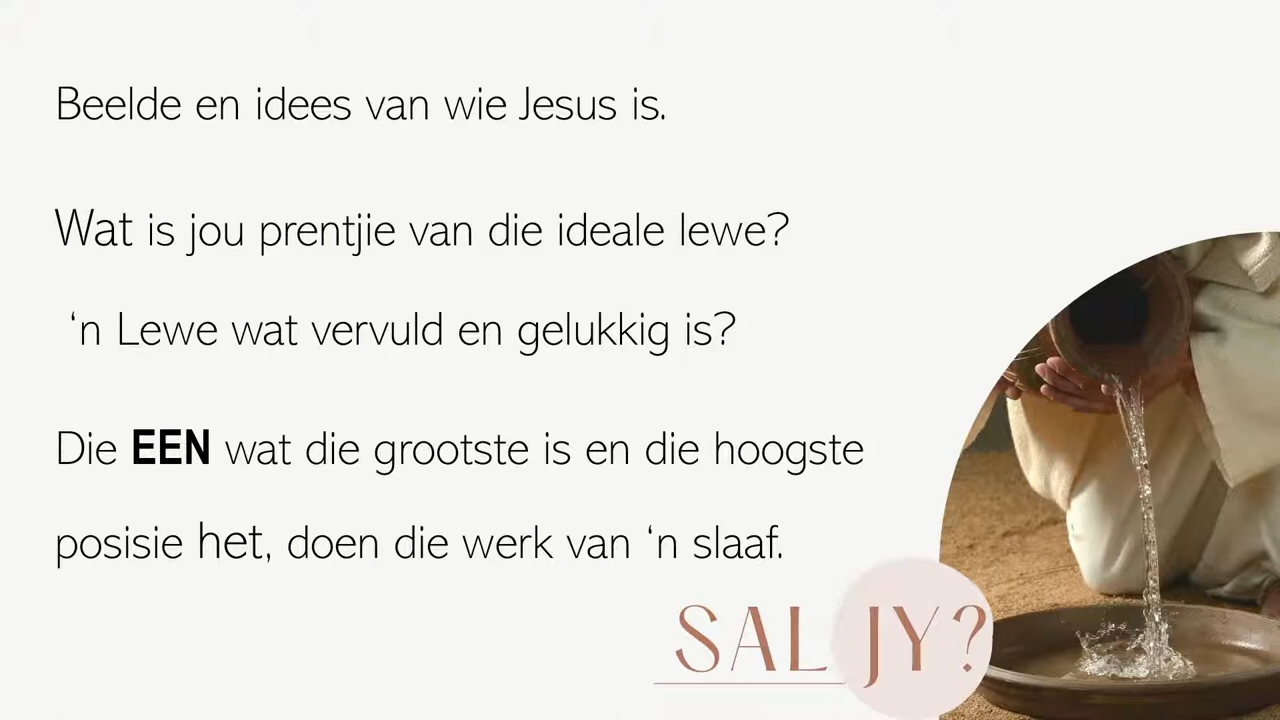 Beelde en idees van wie Jesus is.
Wat is jou prentjie van die ideale lewe?
‘n Lewe wat vervuld en gelukkig is?
Die EEN wat die grootste is en die hoogste
posisie het, doen die werk van ‘n slaaf.
SAL JY?